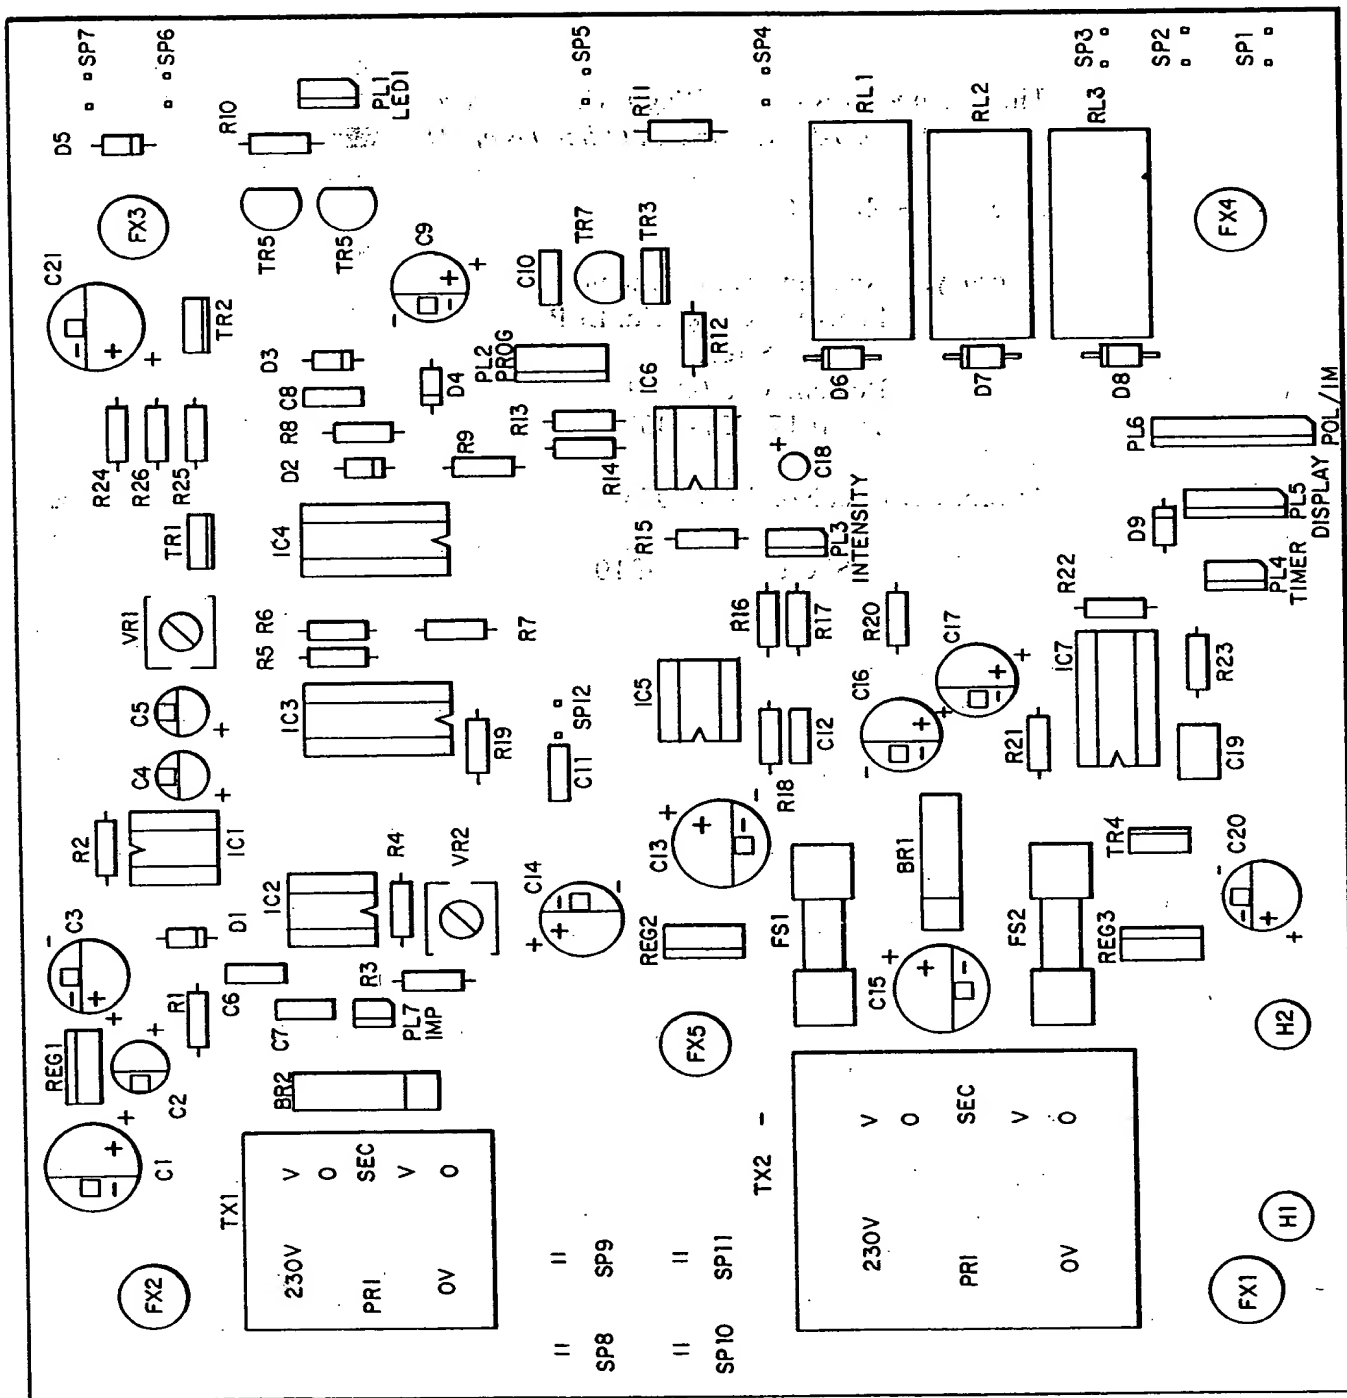 SP7
SP6
SP5
SP4
SP3
SP2
SP1
D5
R10
PL1
LED1
R11
RL1
RL2
RL3
FX3
FX4
C21
TR5
TR5
C9
C10
TR7
TR3
TR2
R12
D3
C8
D4
PL2
PROG
IC6
D6
D7
D8
R24
R26
R25
R8
D2
R9
R13
R14
C18
PL6
POL/IM
TR1
IC4
R15
PL3
INTENSITY
D9
PL5
DISPLAY
PL4
TIMER
R22
VR1
R6
R5
R7
R16
R17
R20
C17
IC7
R23
C5
C4
IC3
R19
SP12
C11
IC5
R18
C12
C16
R21
C19
R2
IC1
C13
BR1
TR4
C20
C3
D1
IC2
R4
VR2
C14
REG2
FS1
FS2
REG3
R1
C6
C7
R3
PL7
IMP
C15
REG1
C2
BR2
FX5
H2
C1
TX1
230V
PRI
0V
V
O
SEC
V
O
TX2 -
230V
PRI
0V
V
O
SEC
V
O
FX2
SP9
SP11
SP8
SP10
H1
FX1